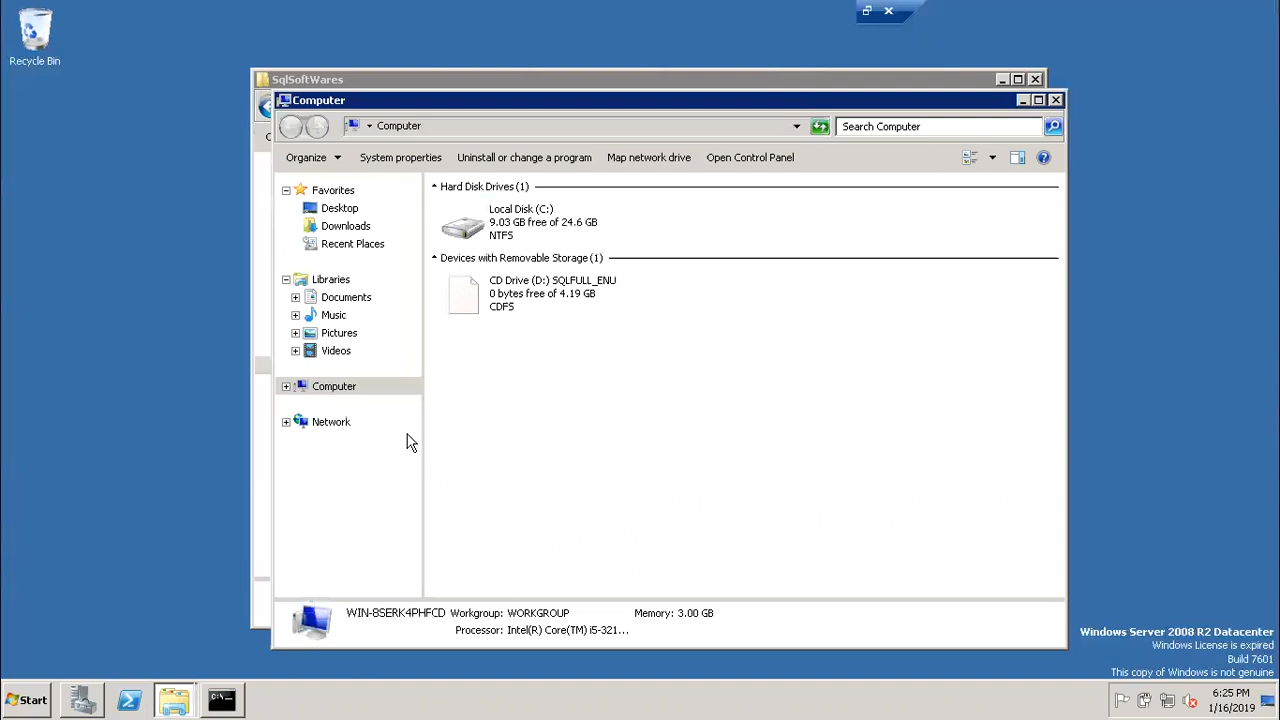 Recycle Bin
SqlSoftWares
Computer
Computer
Search Computer
Organize
System properties
Uninstall or change a program
Map network drive
Open Control Panel
Favorites
Desktop
Downloads
Recent Places
Libraries
Documents
Music
Pictures
Videos
Computer
Network
Hard Disk Drives (1)
Local Disk (C:)
9.03 GB free of 24.6 GB
NTFS
Devices with Removable Storage (1)
CD Drive (D:) SQLFULL_ENU
0 bytes free of 4.19 GB
CDFS
WIN-8SERK4PHFCD Workgroup: WORKGROUP Memory: 3.00 GB
Processor: Intel(R) Core(TM) i5-321...
Windows Server 2008 R2 Datacenter
Windows License is expired
Build 7601
This copy of Windows is not genuine
Start
6:25 PM
1/16/2019